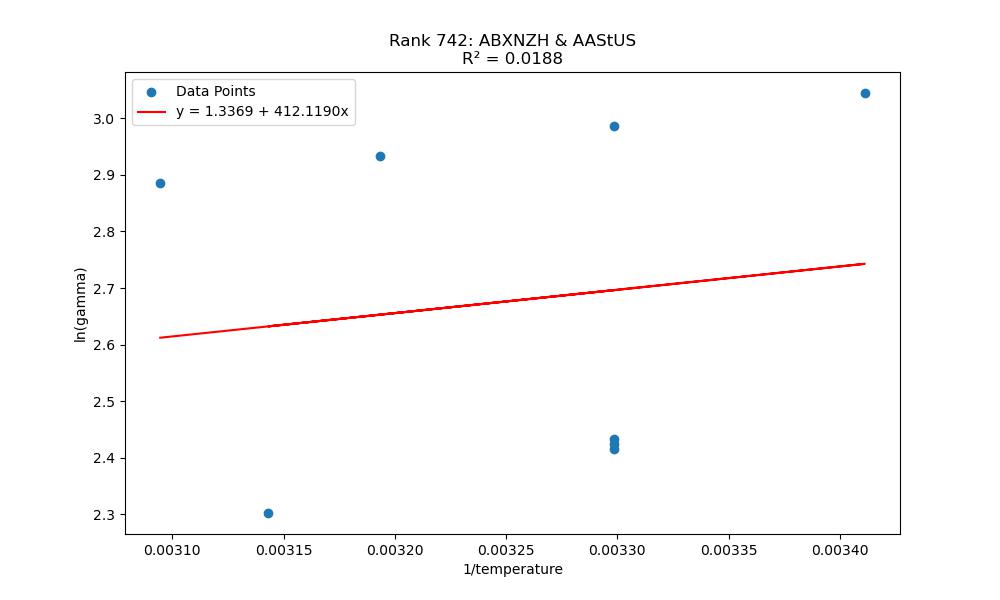 Rank 742: ABXNZH & AAStUS
R² = 0.0188
Data Points
y = 1.3369 + 412.1190x
3.0
2.9
2.8
2.7
2.6
2.5
2.4
2.3
ln(gamma)
0.00310 0.00315 0.00320 0.00325 0.00330 0.00335 0.00340
1/temperature